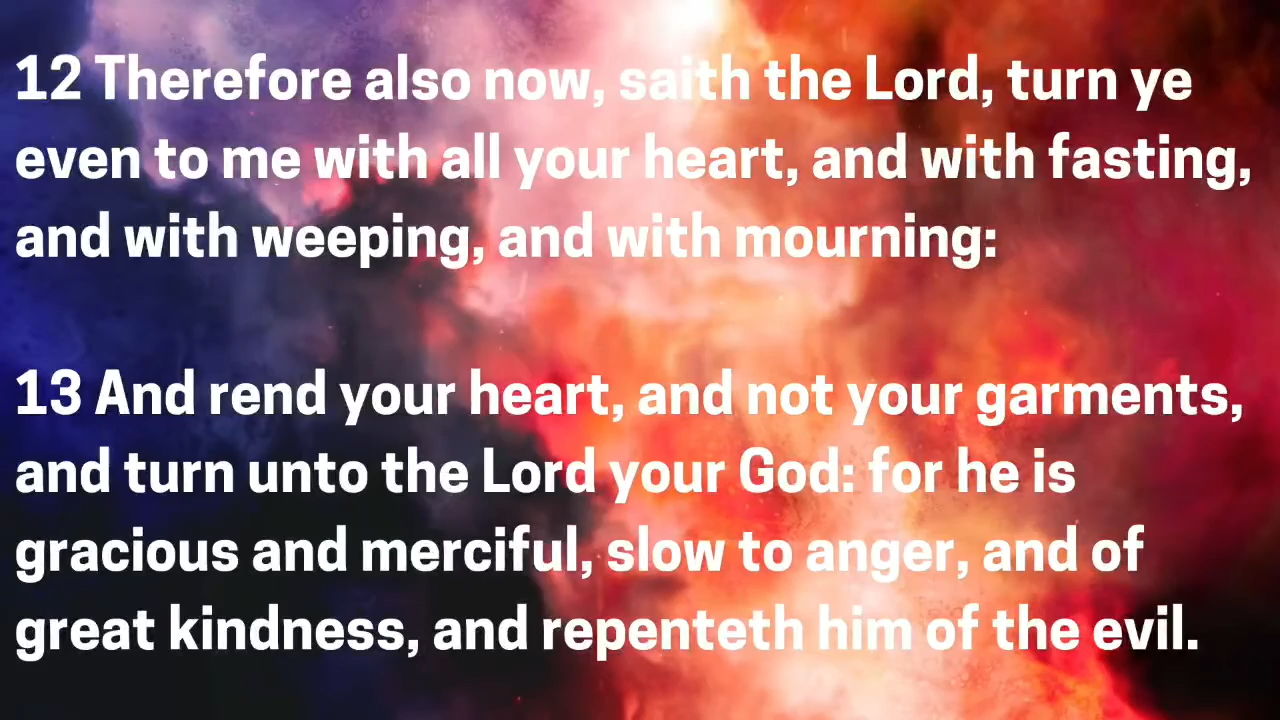 12 Therefore also now, saith the Lord, turn ye
even to me with all your heart, and with fasting,
and with weeping, and with mourning:
13 And rend your heart, and not your garments,
and turn unto the Lord your God: for he is
gracious and merciful, slow to anger, and of
great kindness, and repenteth him of the evil.